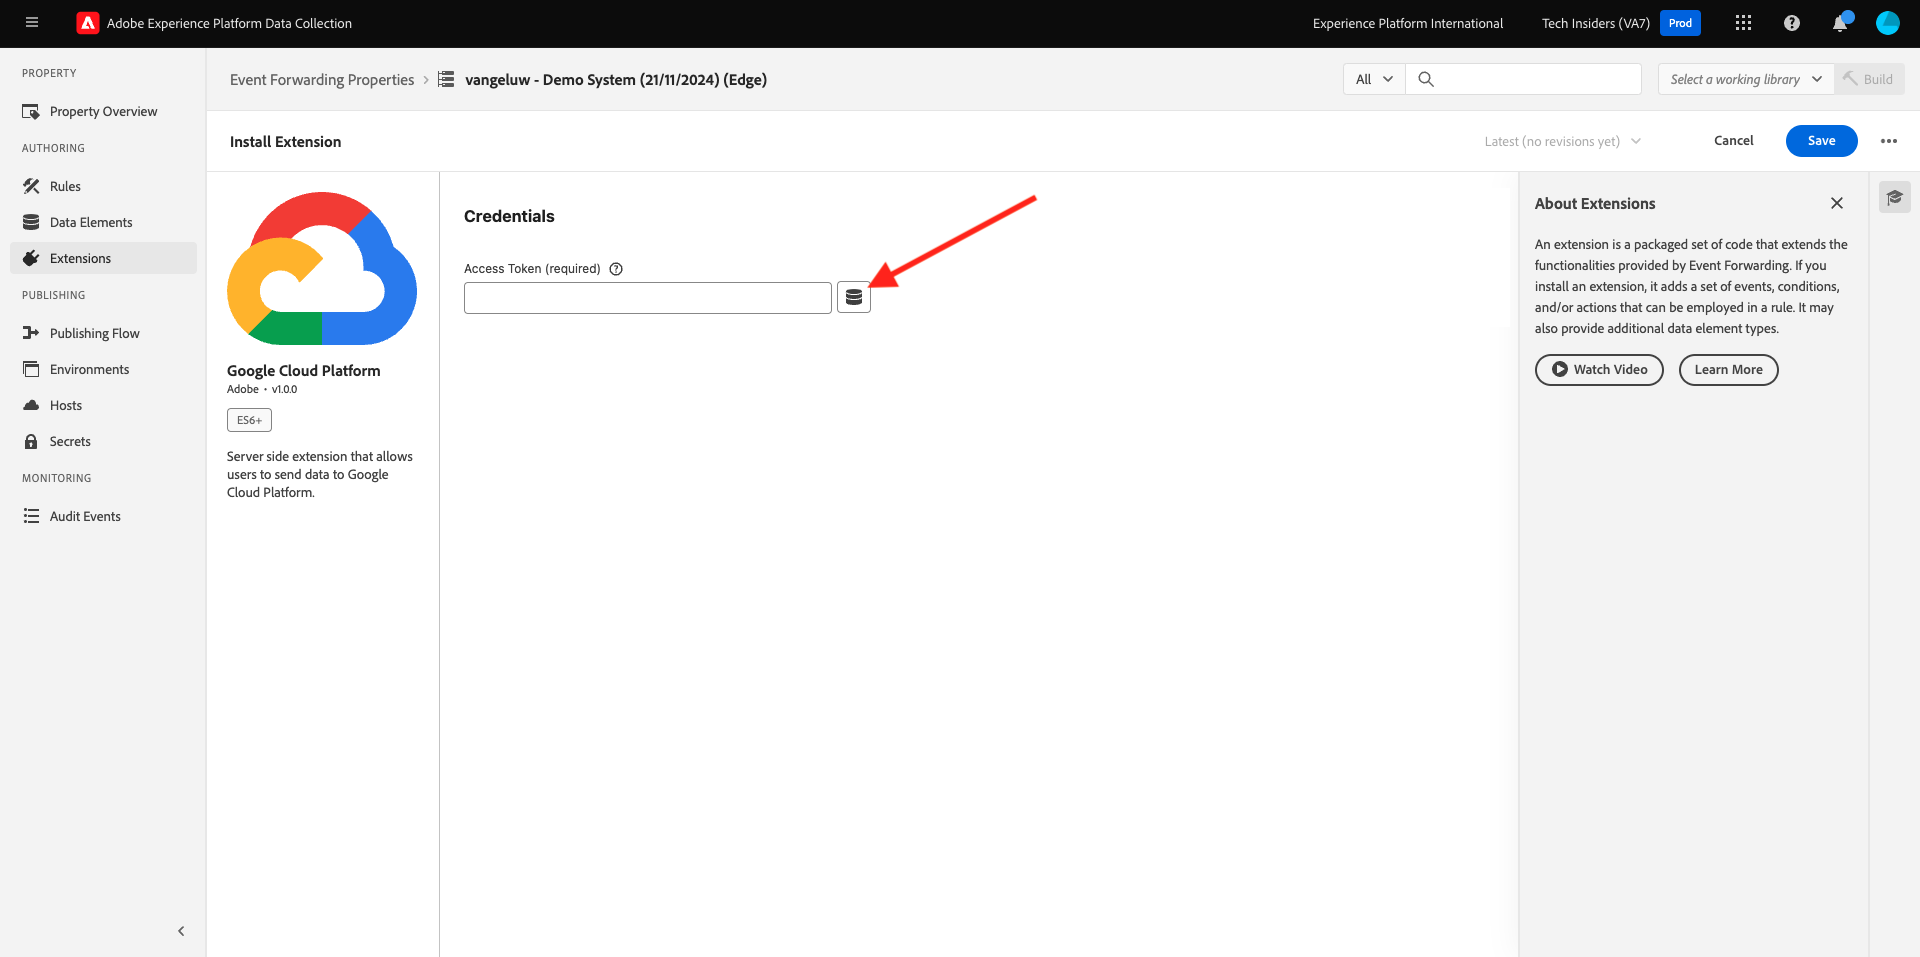 Adobe Experience Platform Data Collection
Experience Platform International
Tech Insiders (VA7)
Prod
PROPERTY
Property Overview
AUTHORING
Rules
Data Elements
Extensions
PUBLISHING
Publishing Flow
Environments
Hosts
Secrets
MONITORING
Audit Events
Event Forwarding Properties
vangeluw - Demo System (21/11/2024) (Edge)
All
Select a working library
Build
Install Extension
Latest (no revisions yet)
Cancel
Save
Google Cloud Platform
Adobe • v1.0.0
ES6+
Server side extension that allows
users to send data to Google
Cloud Platform.
Credentials
Access Token (required)
About Extensions
An extension is a packaged set of code that extends the
functionalities provided by Event Forwarding. If you
install an extension, it adds a set of events, conditions,
and/or actions that can be employed in a rule. It may
also provide additional data element types.
Watch Video
Learn More